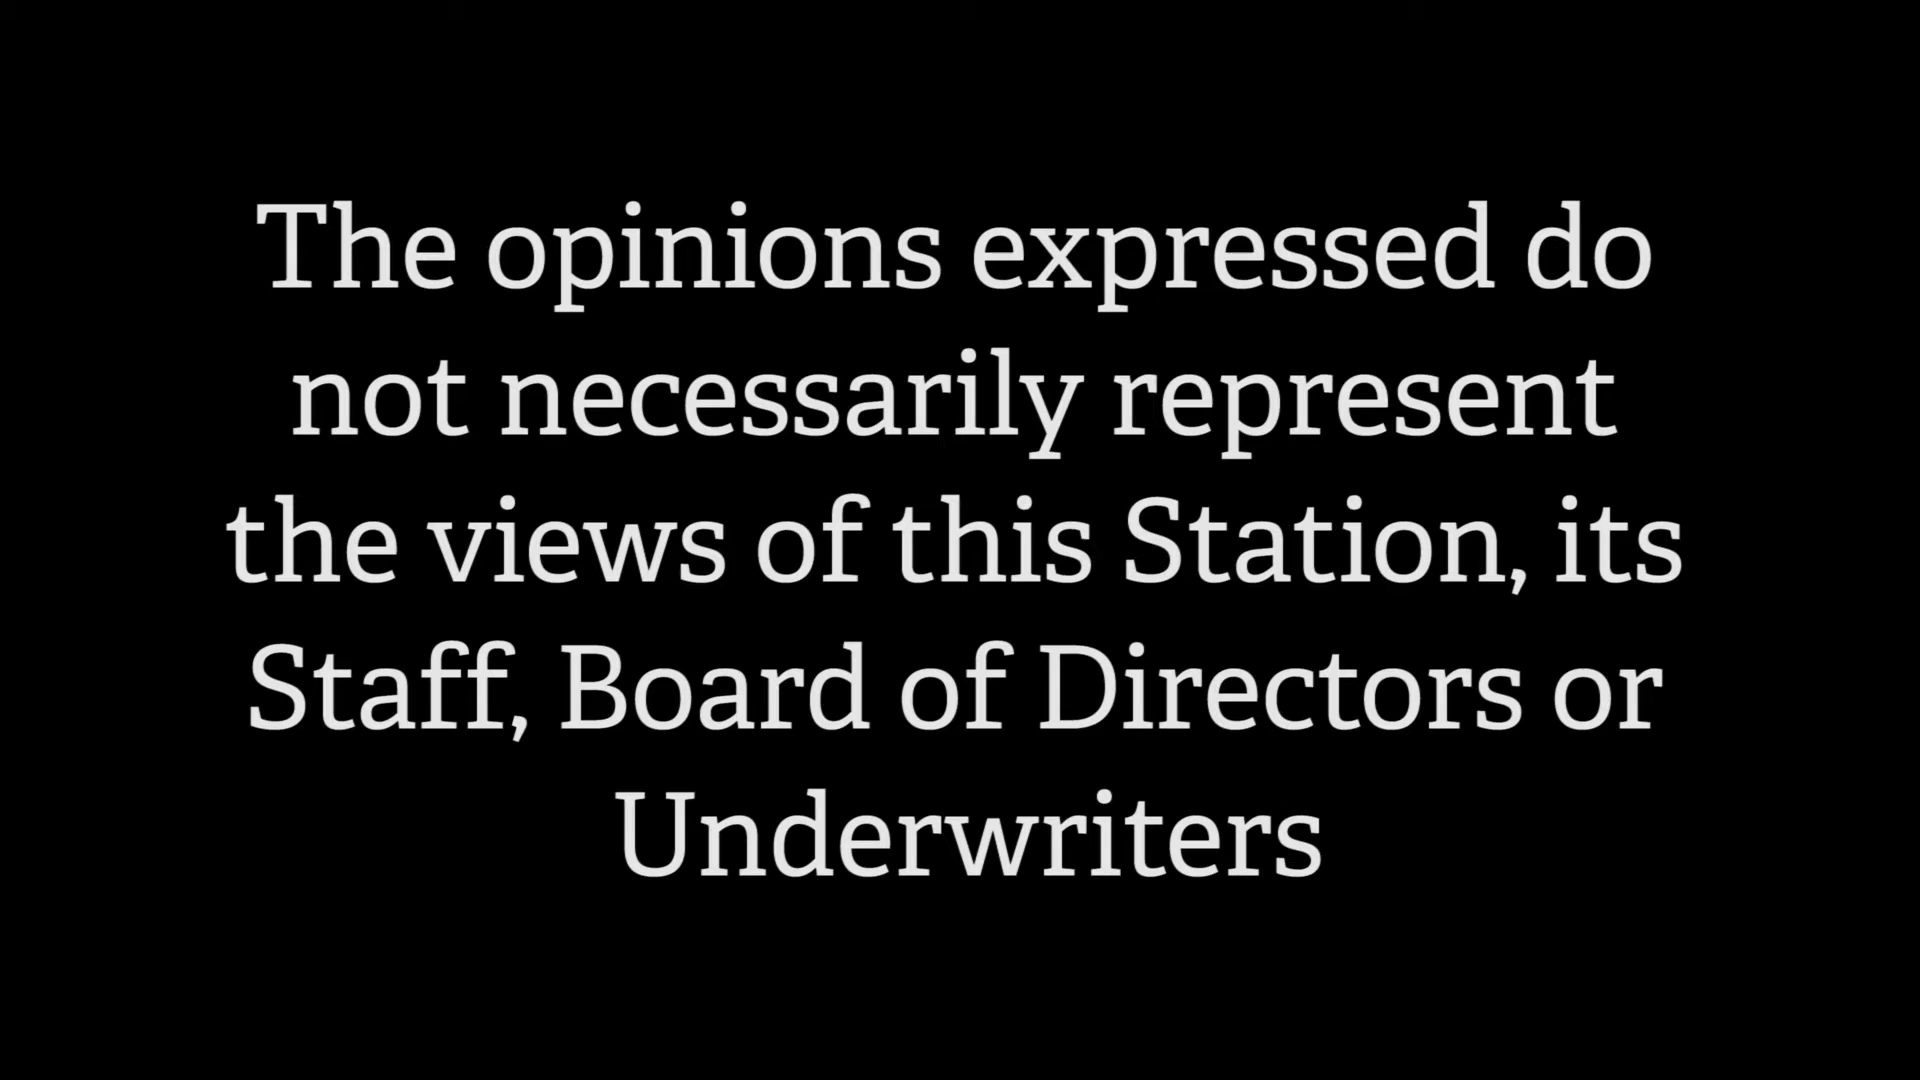 The opinions expressed do
not necessarily represent
the views of this Station, its
Staff, Board of Directors or
Underwriters